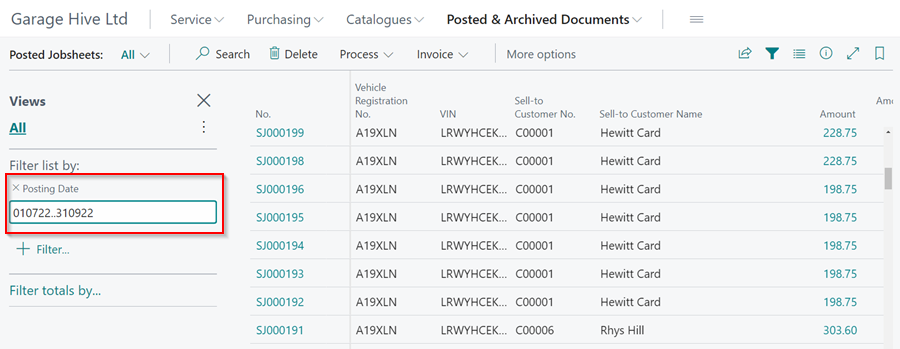 Garage Hive Ltd Service Purchasing Catalogues Posted & Archived Documents
Posted Jobsheets: All Search Delete Process Invoice More options
Views
All
Filter list by:
× Posting Date
010722..310922
+ Filter...
Filter totals by...
No. Vehicle Registration No. VIN Sell-to Customer No. Sell-to Customer Name Amount Amo
SJ000199 A19XLN LRWYHCEK... C00001 Hewitt Card 228.75
SJ000198 A19XLN LRWYHCEK... C00001 Hewitt Card 228.75
SJ000196 A19XLN LRWYHCEK... C00001 Hewitt Card 198.75
SJ000195 A19XLN LRWYHCEK... C00001 Hewitt Card 198.75
SJ000194 A19XLN LRWYHCEK... C00001 Hewitt Card 198.75
SJ000193 A19XLN LRWYHCEK... C00001 Hewitt Card 198.75
SJ000192 A19XLN LRWYHCEK... C00001 Hewitt Card 198.75
SJ000191 A19XLN LRWYHCEK... C00006 Rhys Hill 303.60